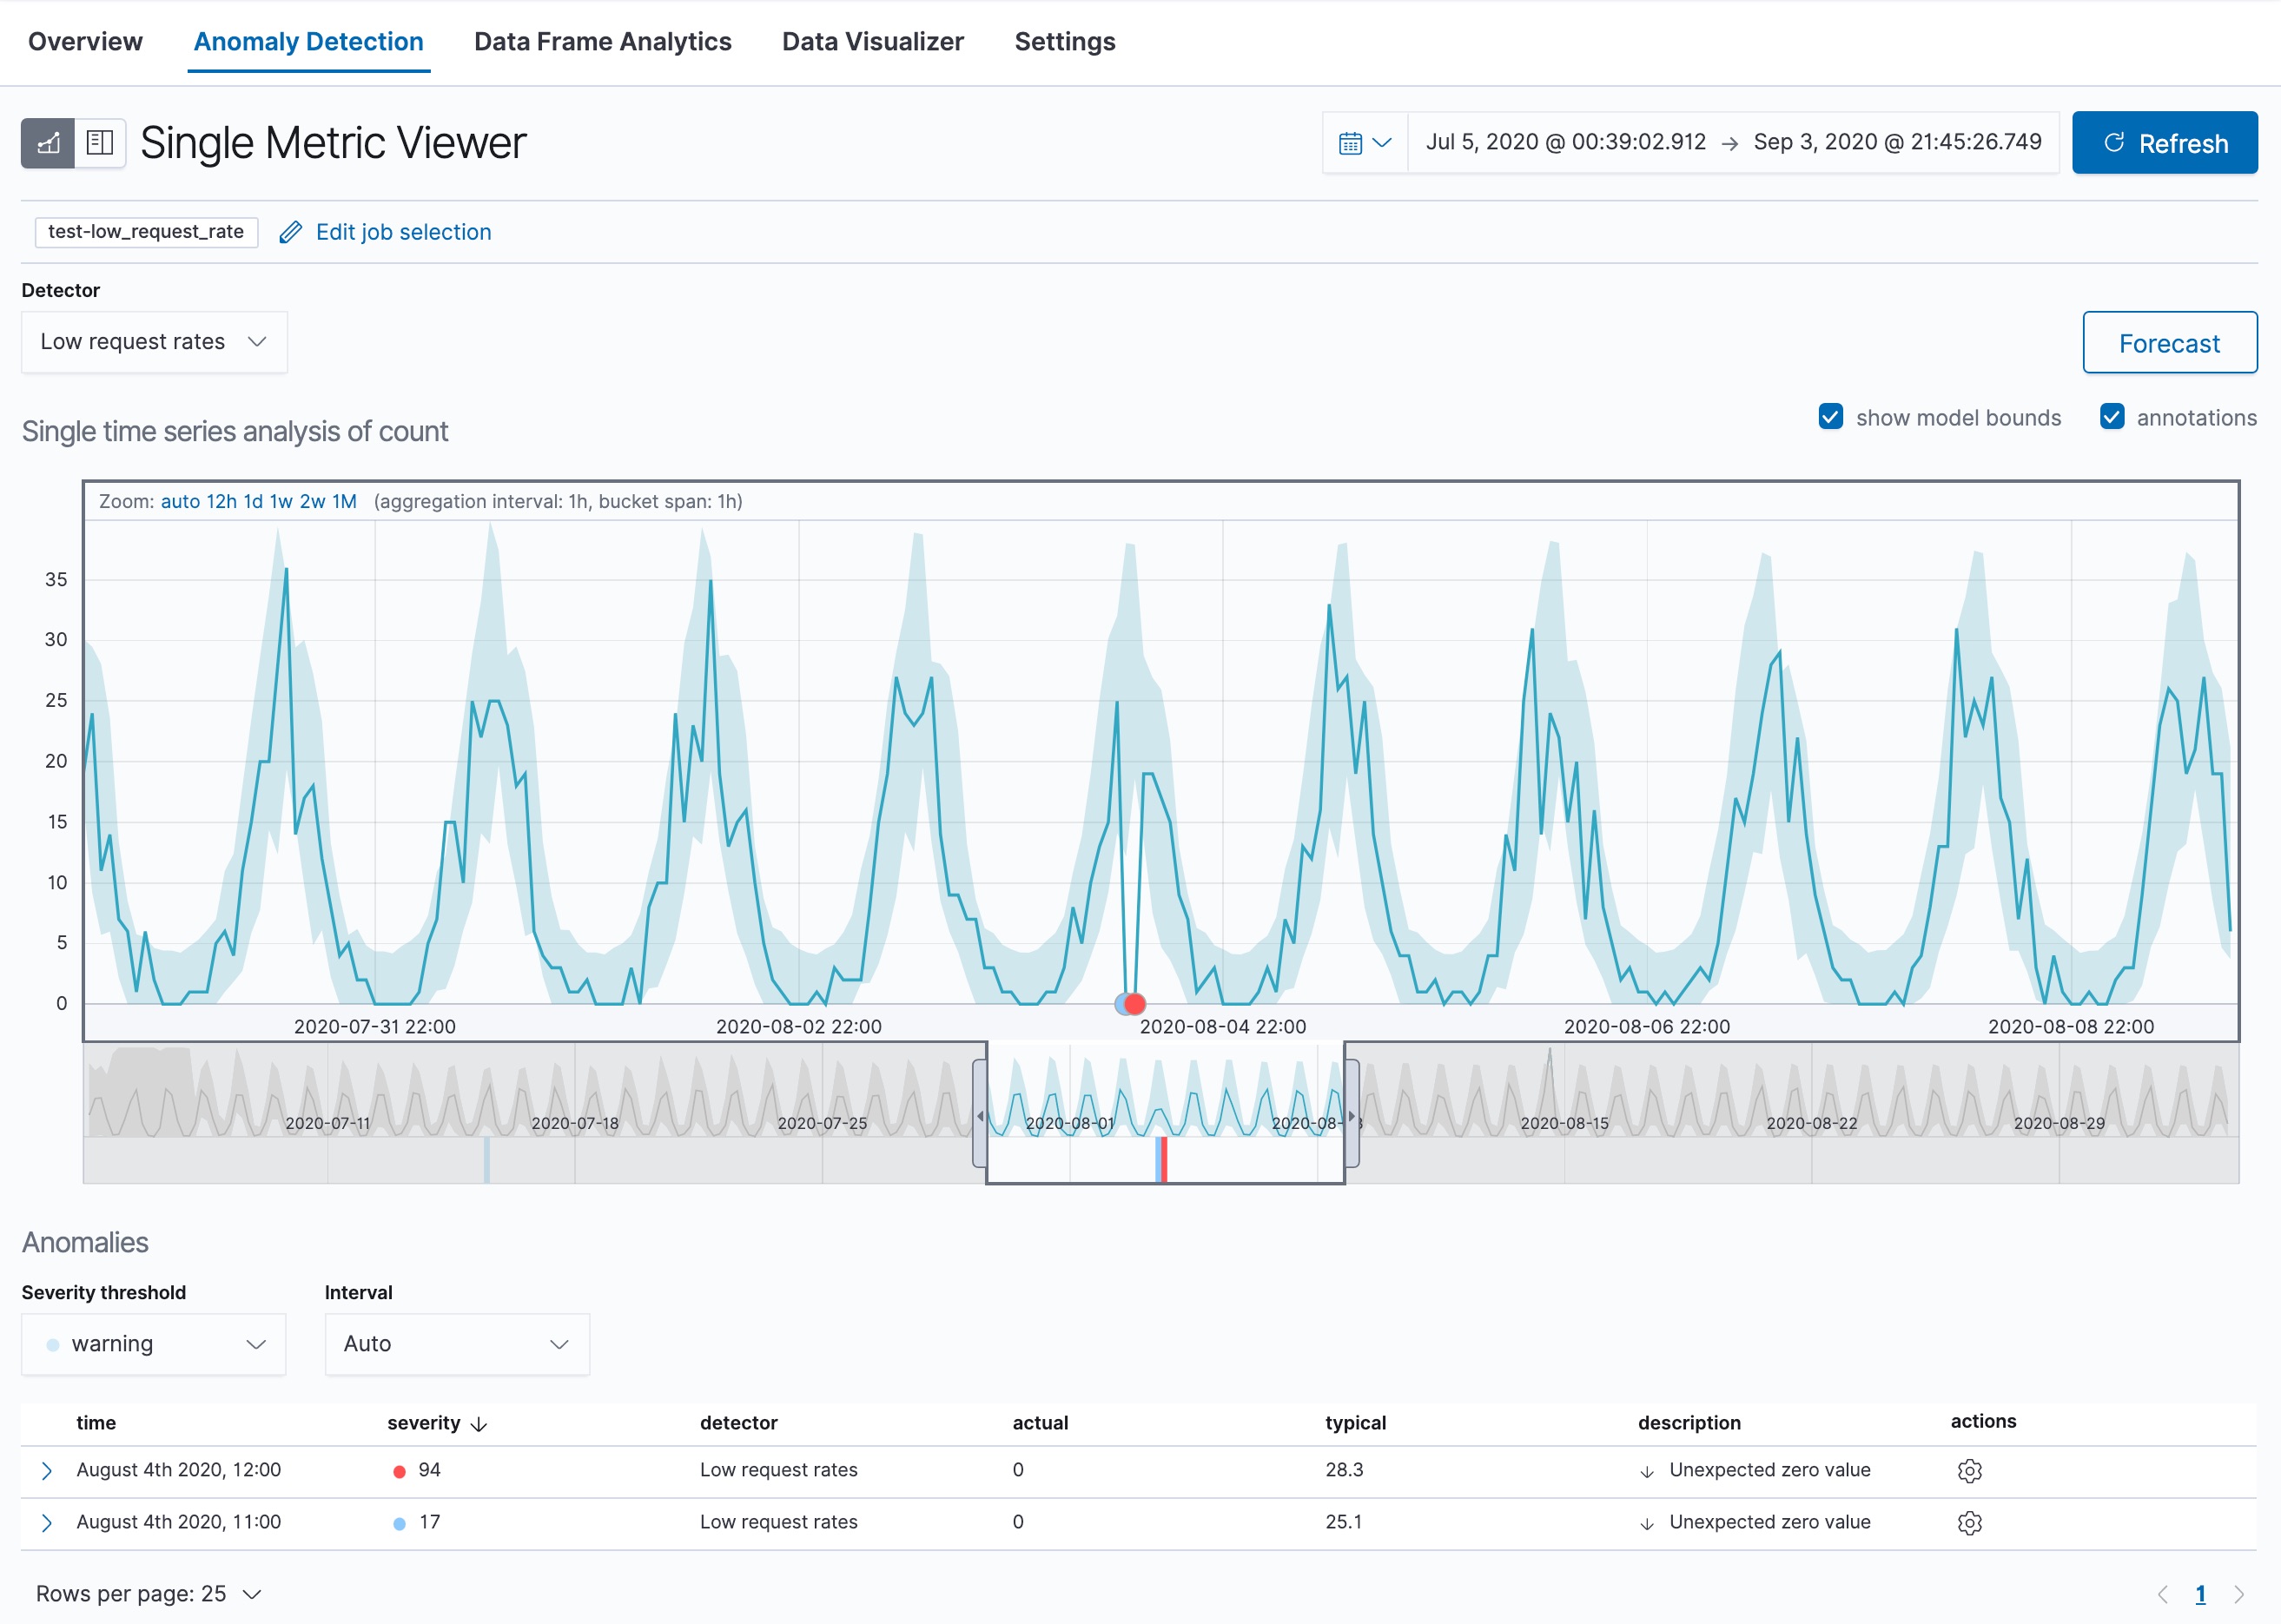 Overview Anomaly Detection Data Frame Analytics Data Visualizer Settings
Single Metric Viewer
Jul 5, 2020 @ 00:39:02.912 → Sep 3, 2020 @ 21:45:26.749
Refresh
test-low_request_rate Edit job selection
Detector
Low request rates
Forecast
Single time series analysis of count
show model bounds annotations
Zoom: auto 12h 1d 1w 2w 1M (aggregation interval: 1h, bucket span: 1h)
35
30
25
20
15
10
5
0
2020-07-31 22:00 2020-08-02 22:00 2020-08-04 22:00 2020-08-06 22:00 2020-08-08 22:00
2020-07-11 2020-07-18 2020-07-25 2020-08-01 2020-08- 2020-08-15 2020-08-22 2020-08-29
Anomalies
Severity threshold Interval
warning Auto
time severity ↓ detector actual typical description actions
August 4th 2020, 12:00 94 Low request rates 0 28.3 ↓ Unexpected zero value
August 4th 2020, 11:00 17 Low request rates 0 25.1 ↓ Unexpected zero value
Rows per page: 25 1